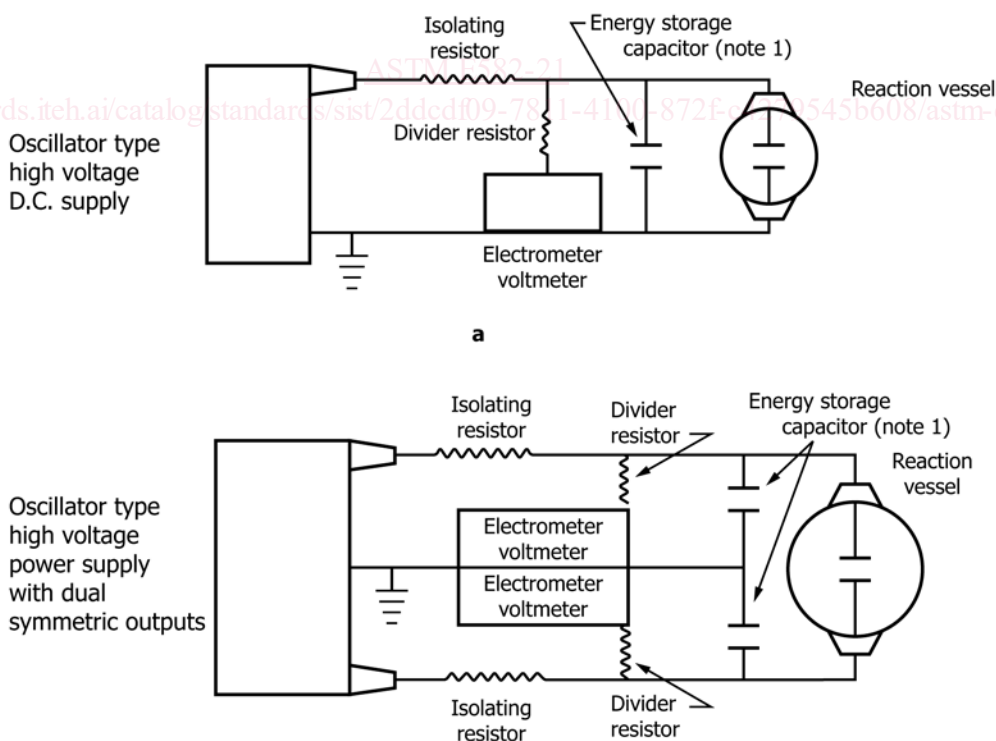 Isolating
resistor
Energy storage
capacitor (note 1)
ASTM E582-21
Reaction vessel
Divider resistor
Oscillator type
high voltage
D.C. supply
Electrometer
voltmeter
a
Isolating
resistor
Divider
resistor
Energy storage
capacitor (note 1)
Reaction
vessel
Oscillator type
high voltage
power supply
with dual
symmetric outputs
Electrometer
voltmeter
Electrometer
voltmeter
Isolating
resistor
Divider
resistor